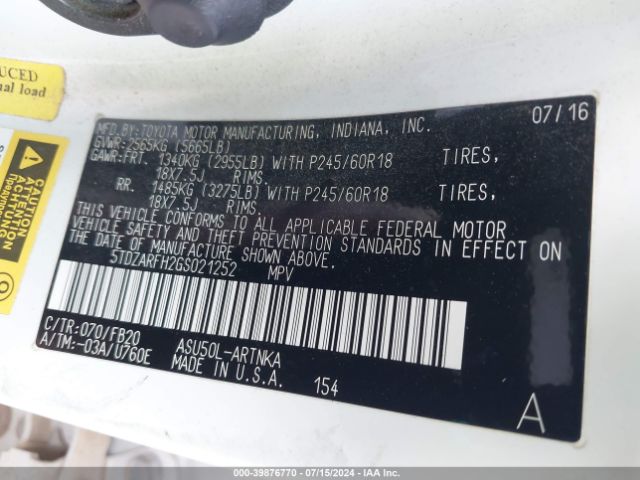 UCED
nal load
CAUTION
ACHTUNG
MFD.BY:TOYOTA MOTOR MANUFACTURING, INDIANA, INC. 07/16
GVWR:2565KG (5665LB)
GAWR:FRT. 1340KG (2955LB) WITH P245/60R18 TIRES,
18X7.5J RIMS.
RR. 1485KG (3275LB) WITH P245/60R18 TIRES,
18X7.5J RIMS.
THIS VEHICLE CONFORMS TO ALL APPLICABLE FEDERAL MOTOR
VEHICLE SAFETY AND THEFT PREVENTION STANDARDS IN EFFECT ON
THE DATE OF MANUFACTURE SHOWN ABOVE.
5TDZARFH2GS021252 MPV
C/TR:070/FB20 ASU50L-ARTNKA
A/TM:-03A/U760E MADE IN U.S.A. 154
A
000-39876770 - 07/15/2024 - IAA Inc.